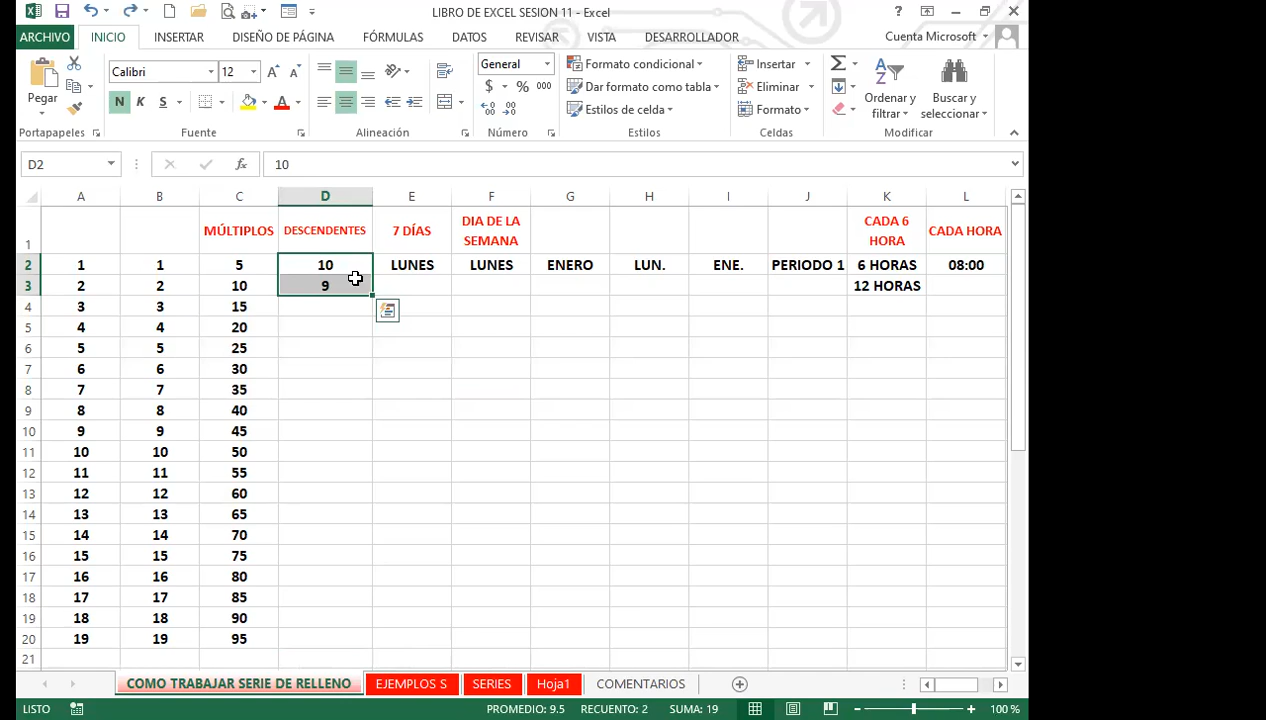 LIBRO DE EXCEL SESION 11 - Excel
?
ARCHIVO INICIO INSERTAR DISEÑO DE PÁGINA FÓRMULAS DATOS REVISAR VISTA DESARROLLADOR Cuenta Microsoft
Pegar Calibri 12 General Formato condicional Insertar
N K S $ % 000 Dar formato como tabla Eliminar Ordenar y filtrar Buscar y seleccionar
Estilos de celda Formato
Portapapeles Fuente Alineación Número Estilos Celdas Modificar
D2 fx 10
A B C D E F G H I J K L
1 MÚLTIPLOS DESCENDENTES 7 DÍAS DIA DE LA SEMANA CADA 6 HORA CADA HORA
2 1 1 5 10 LUNES LUNES ENERO LUN. ENE. PERIODO 1 6 HORAS 08:00
3 2 2 10 9 12 HORAS
4 3 3 15
5 4 4 20
6 5 5 25
7 6 6 30
8 7 7 35
9 8 8 40
10 9 9 45
11 10 10 50
12 11 11 55
13 12 12 60
14 13 13 65
15 14 14 70
16 15 15 75
17 16 16 80
18 17 17 85
19 18 18 90
20 19 19 95
21
COMO TRABAJAR SERIE DE RELLENO EJEMPLOS S SERIES Hoja1 COMENTARIOS
LISTO PROMEDIO: 9.5 RECUENTO: 2 SUMA: 19 100 %